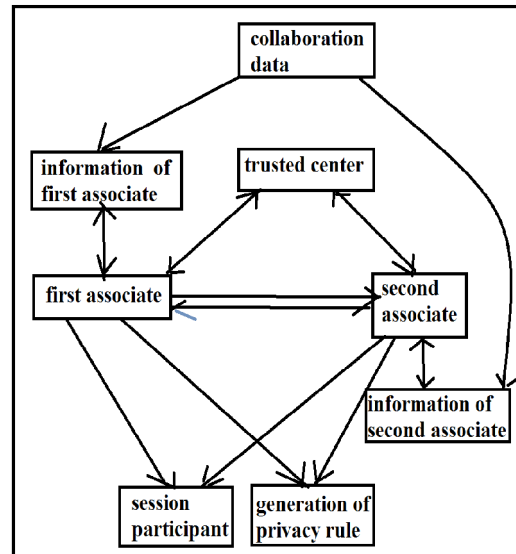 collaboration
data
information of
first associate
trusted center
first associate
second
associate
information of
second associate
session
participant
generation of
privacy rule